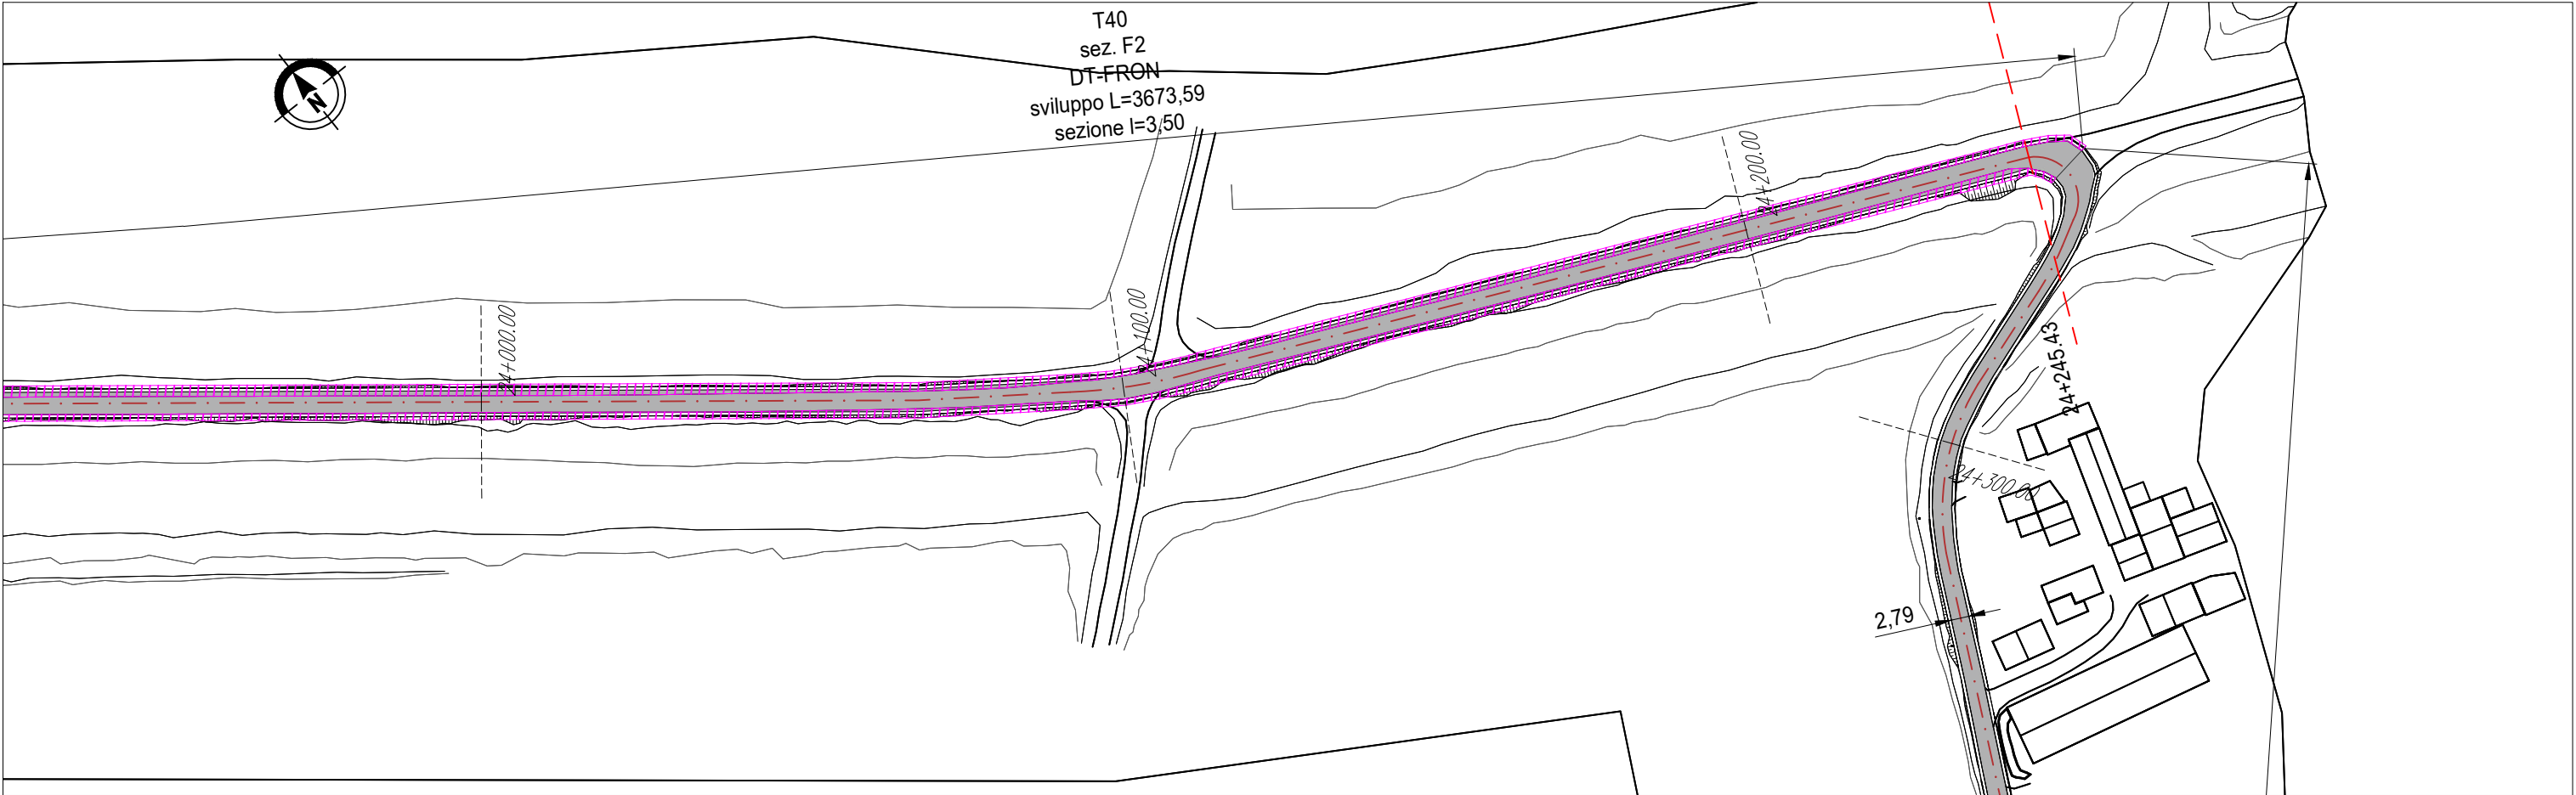 T40
sez. F2
DT-FRON
sviluppo L=3673,59
sezione l=3,50
N
24+000.00
24+100.00
24+200.00
24+245.43
24+300.00
2,79